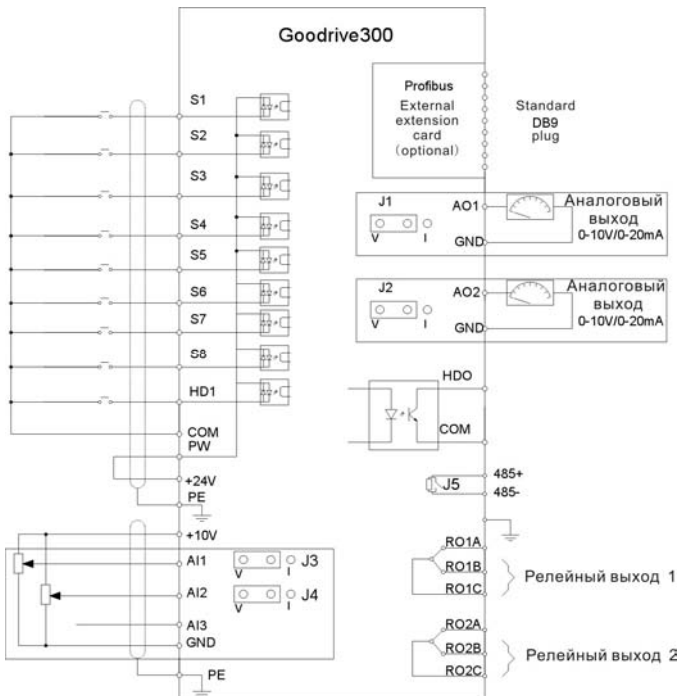 Goodrive300
S1
S2
S3
S4
S5
S6
S7
S8
HD1
COM
PW
+24V
PE
+10V
AI1
AI2
AI3
GND
PE
J3
V I
J4
V I
Profibus
External
extension
card
(optional)
Standard
DB9
plug
J1
V I
AO1
GND
Аналоговый
выход
0-10V/0-20mA
J2
V I
AO2
GND
Аналоговый
выход
0-10V/0-20mA
HDO
COM
J5
485+
485-
RO1A
RO1B
RO1C
Релейный выход 1
RO2A
RO2B
RO2C
Релейный выход 2